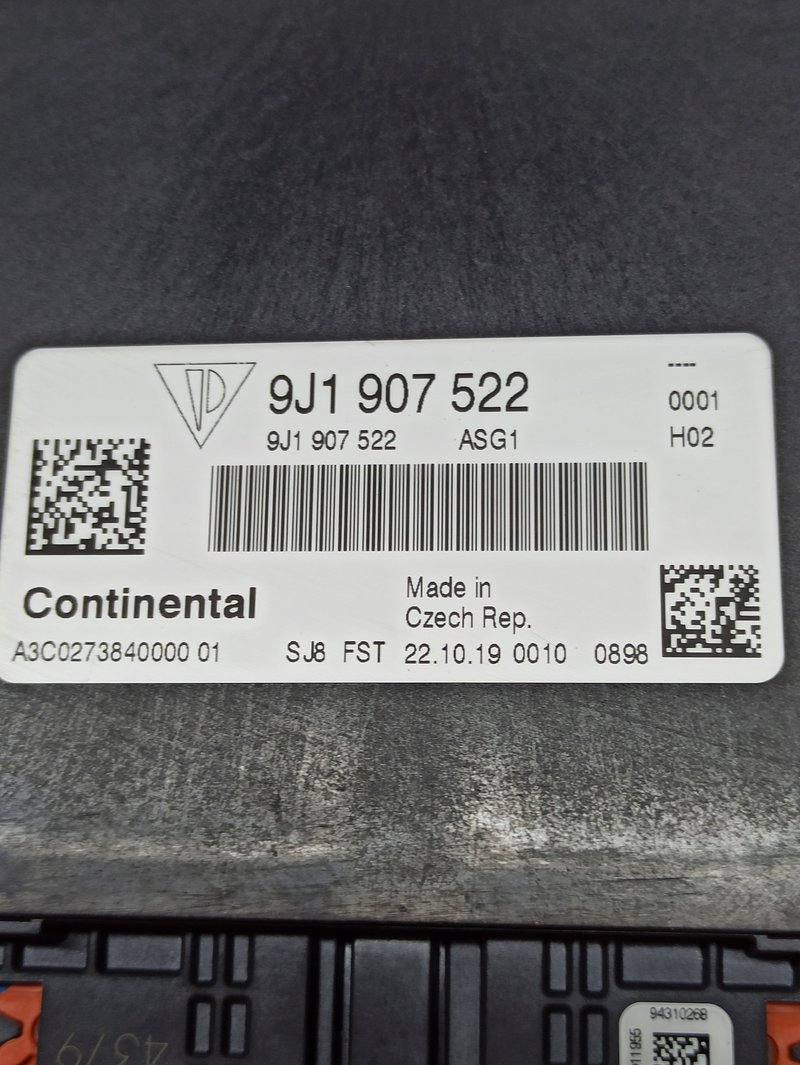 9J1 907 522
----
0001
9J1 907 522 ASG1
H02
Continental
Made in
Czech Rep.
A3C0273840000 01 SJ8 FST 22.10.19 0010 0898
94310268
4379